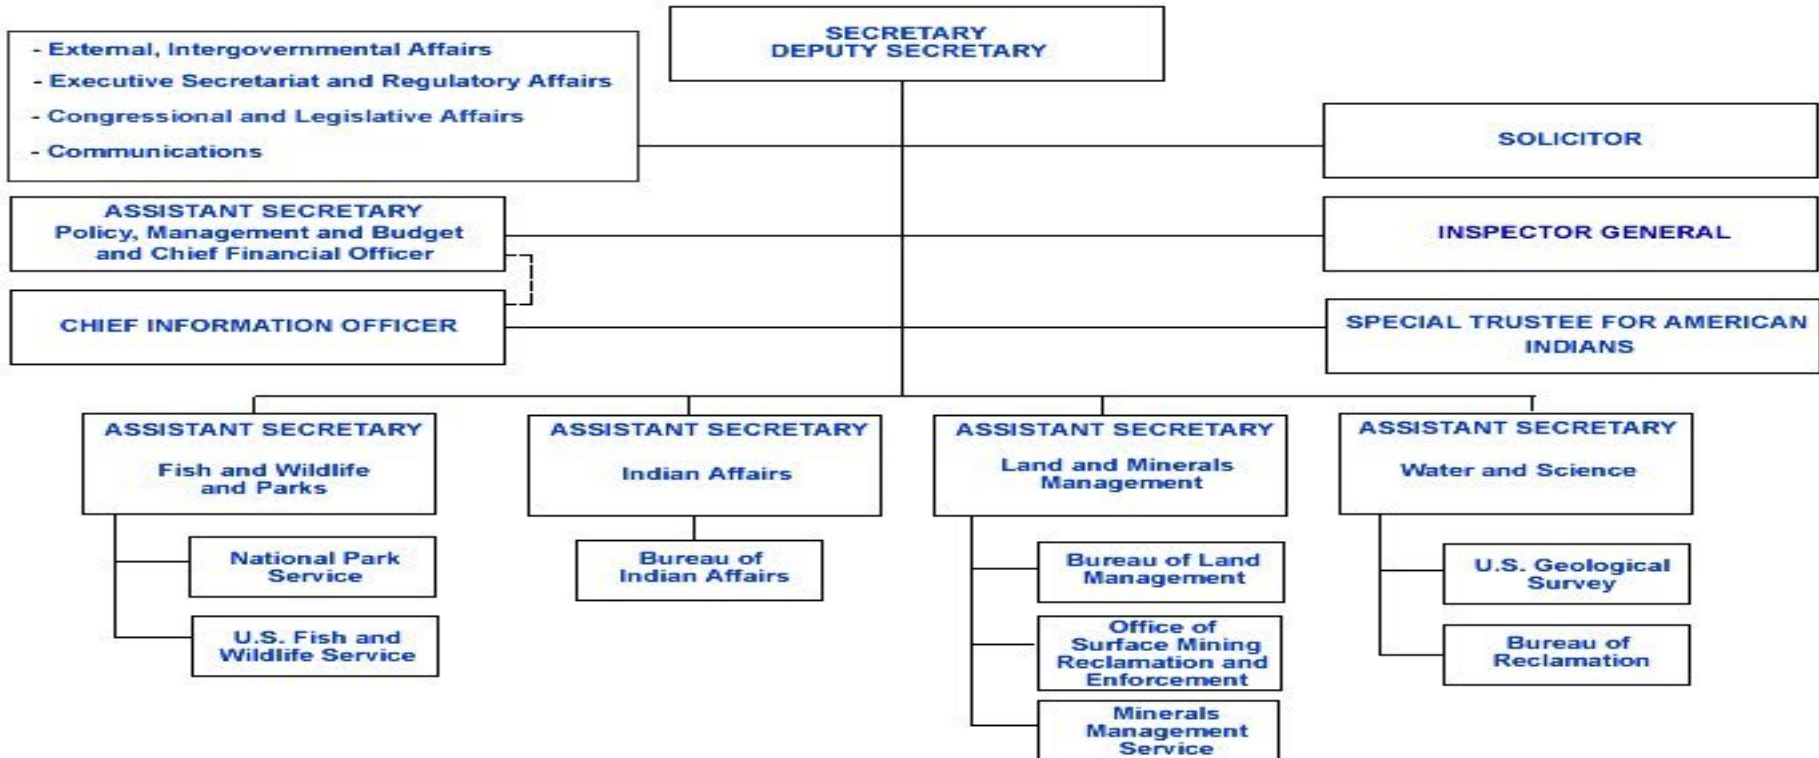 SECRETARY
DEPUTY SECRETARY
- External, Intergovernmental Affairs
- Executive Secretariat and Regulatory Affairs
- Congressional and Legislative Affairs
- Communications
SOLICITOR
ASSISTANT SECRETARY
Policy, Management and Budget
and Chief Financial Officer
INSPECTOR GENERAL
CHIEF INFORMATION OFFICER
SPECIAL TRUSTEE FOR AMERICAN
INDIANS
ASSISTANT SECRETARY
Fish and Wildlife
and Parks
National Park
Service
U.S. Fish and
Wildlife Service
ASSISTANT SECRETARY
Indian Affairs
Bureau of
Indian Affairs
ASSISTANT SECRETARY
Land and Minerals
Management
Bureau of Land
Management
Office of
Surface Mining
Reclamation and
Enforcement
Minerals
Management
Service
ASSISTANT SECRETARY
Water and Science
U.S. Geological
Survey
Bureau of
Reclamation